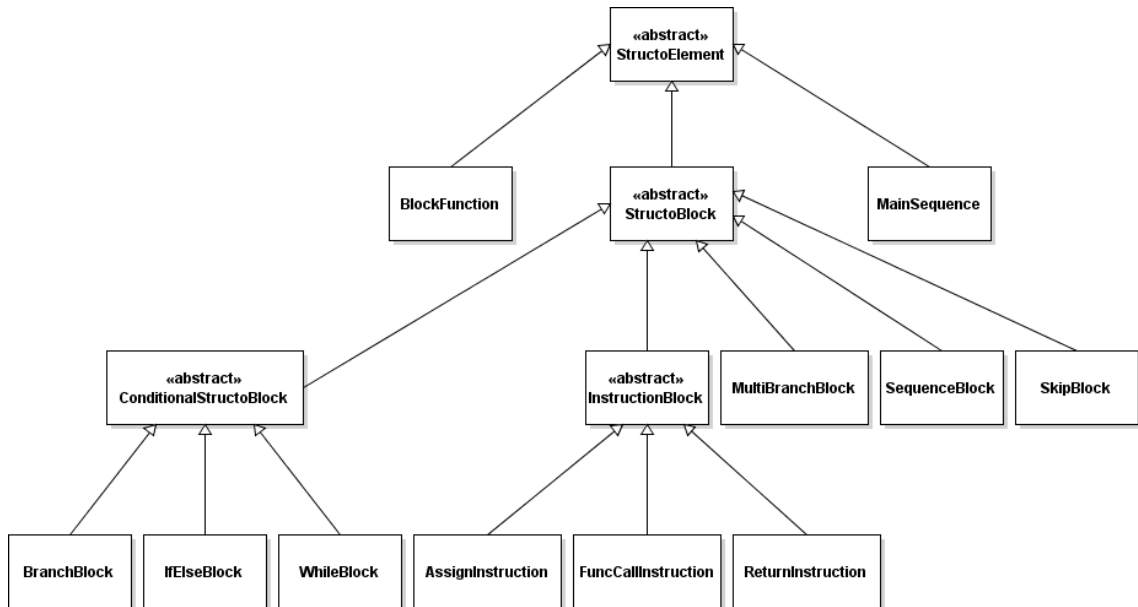 «abstract»
StructoElement
BlockFunction
«abstract»
StructoBlock
MainSequence
«abstract»
ConditionalStructoBlock
«abstract»
InstructionBlock
MultiBranchBlock
SequenceBlock
SkipBlock
BranchBlock
IfElseBlock
WhileBlock
AssignInstruction
FuncCallInstruction
ReturnInstruction